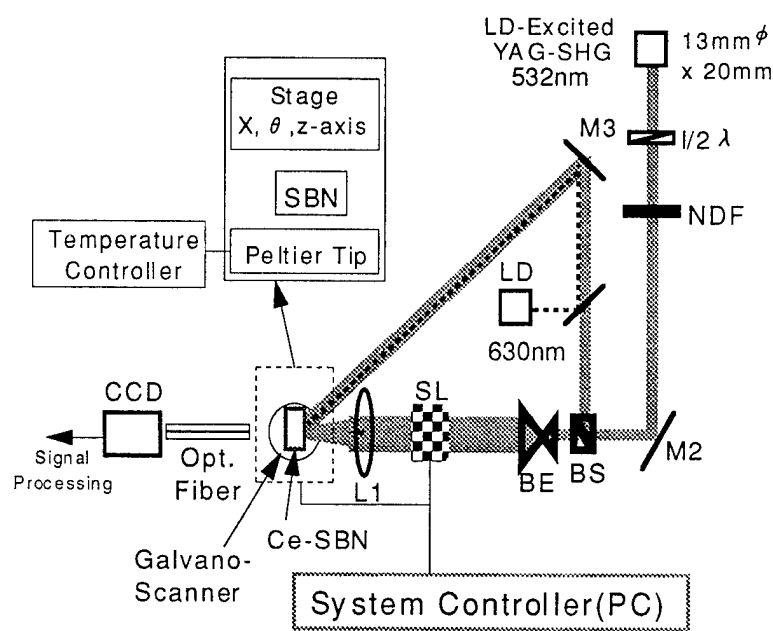 LD-Excited
YAG-SHG
532nm
13mmφ
x 20mm
Stage
X, θ ,z-axis
SBN
Peltier Tip
Temperature
Controller
M3
l/2 λ
NDF
LD
630nm
CCD
SL
Signal
Processing
Opt.
Fiber
L1
BE
BS
M2
Ce-SBN
Galvano-
Scanner
System Controller(PC)